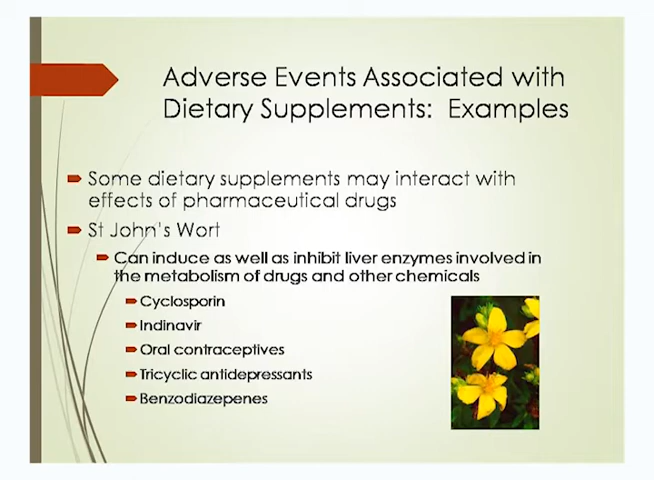 Adverse Events Associated with
Dietary Supplements: Examples
Some dietary supplements may interact with
effects of pharmaceutical drugs
St John's Wort
Can induce as well as inhibit liver enzymes involved in
the metabolism of drugs and other chemicals
Cyclosporin
Indinavir
Oral contraceptives
Tricyclic antidepressants
Benzodiazepenes